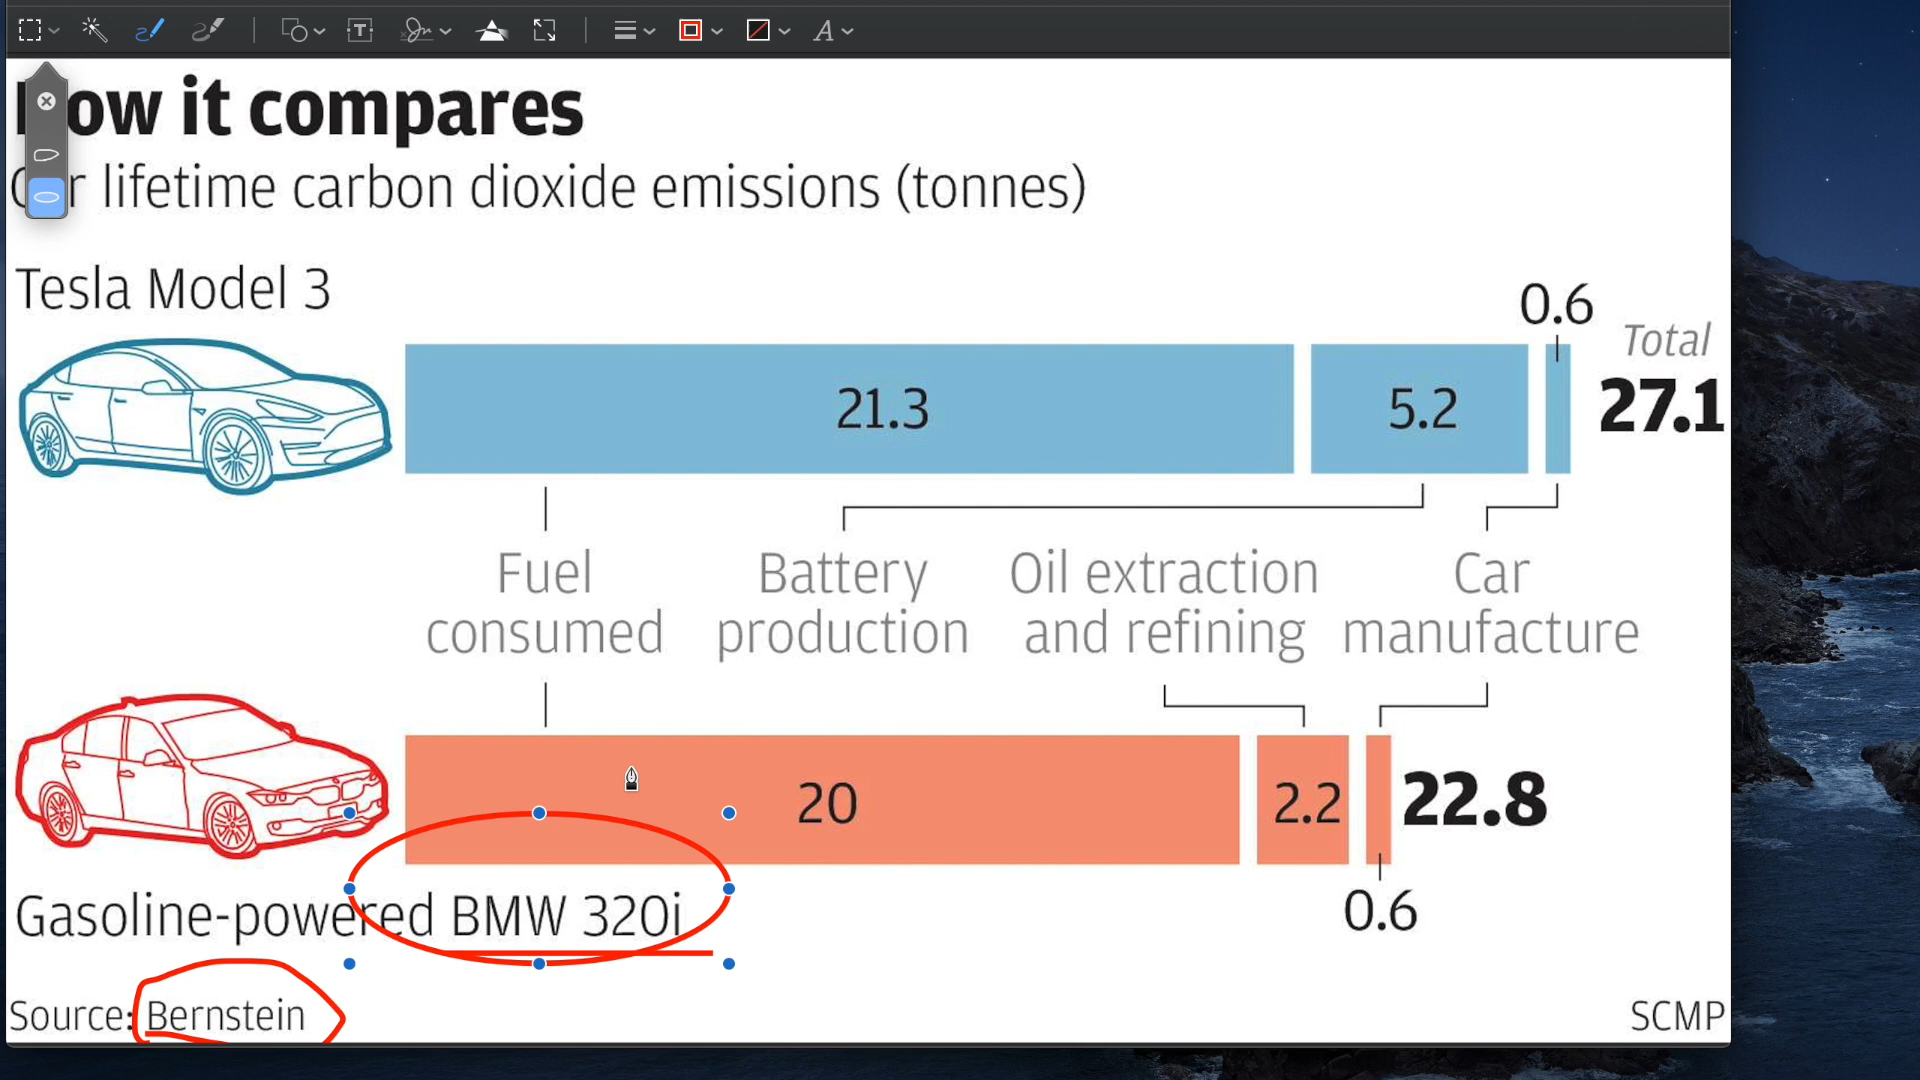 How it compares
Car lifetime carbon dioxide emissions (tonnes)
Tesla Model 3
0.6
Total
21.3
5.2
27.1
Fuel consumed
Battery production
Oil extraction and refining
Car manufacture
20
2.2
22.8
0.6
Gasoline-powered BMW 320i
Source: Bernstein
SCMP